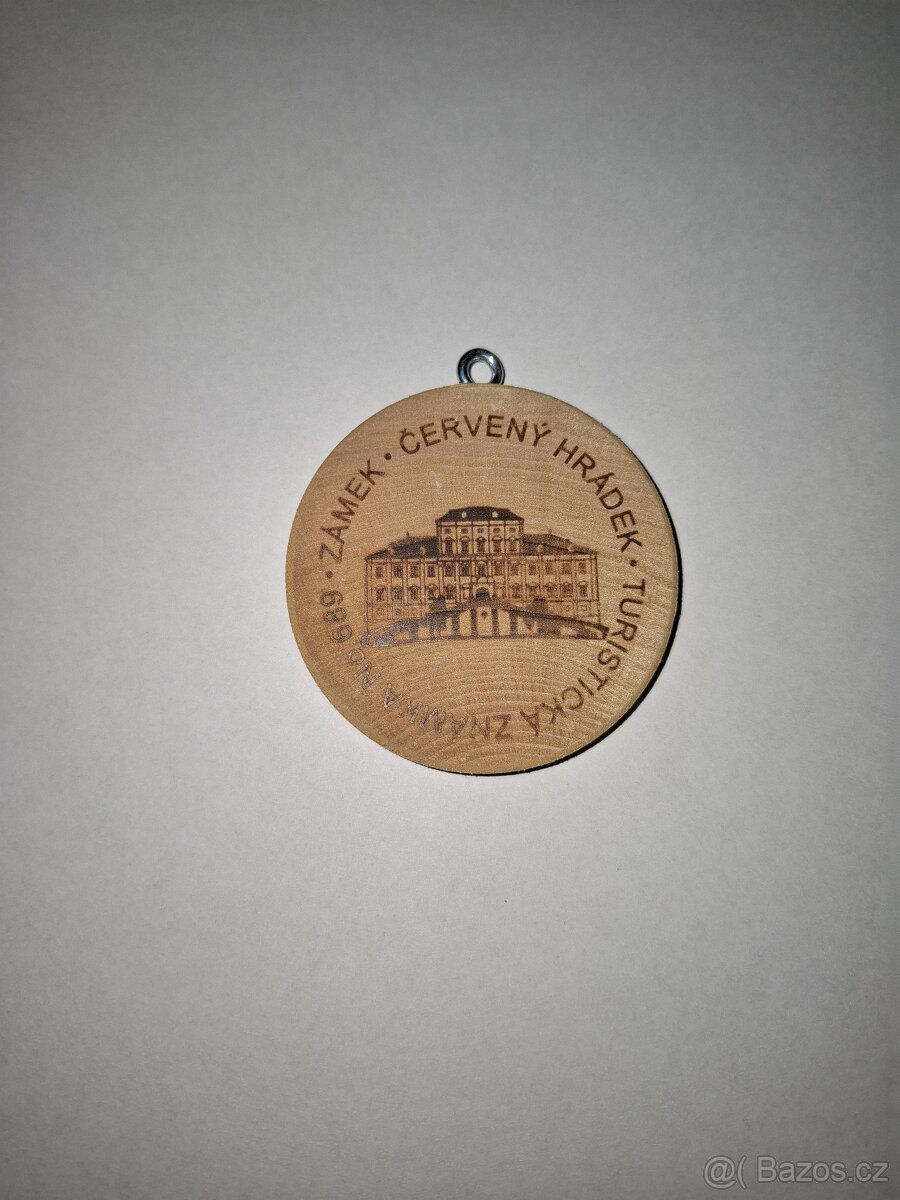 ZÁMEK • ČERVENÝ HRÁDEK • TURISTICKÁ ZNÁMKA No.689 •
@( Bazos.cz